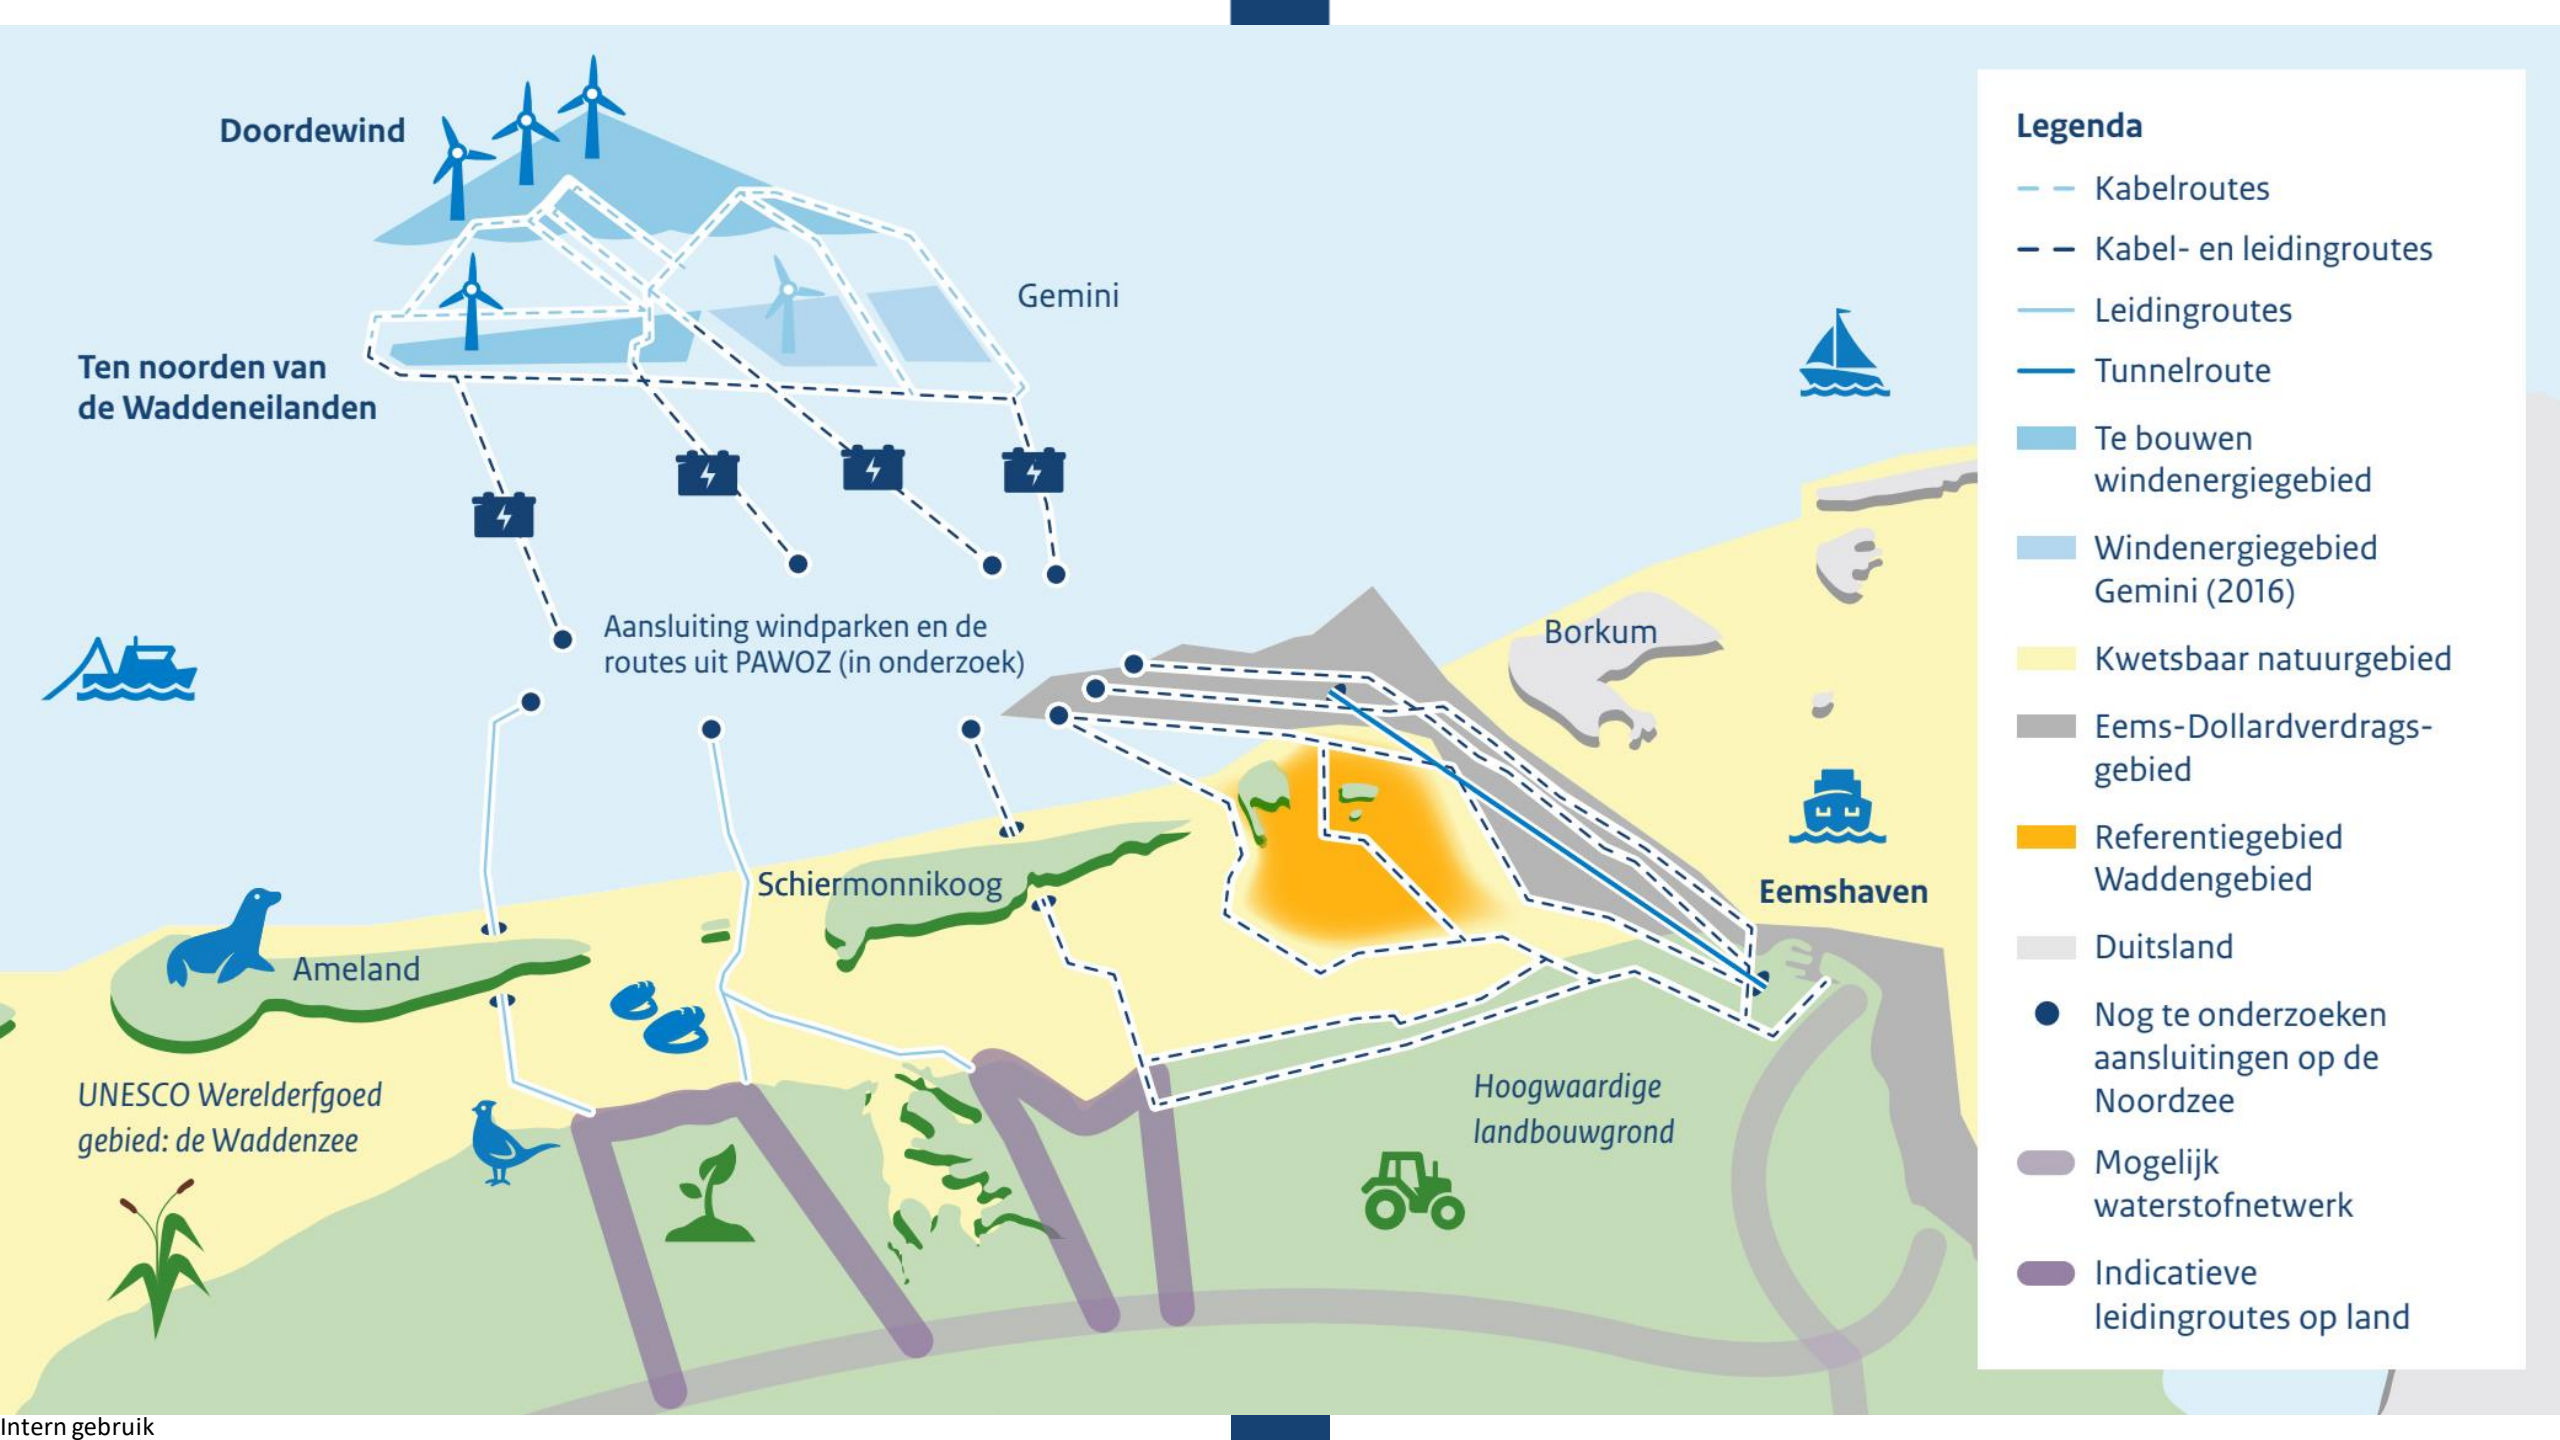 Doordewind
Gemini
Ten noorden van
de Waddeneilanden
Aansluiting windparken en de
routes uit PAWOZ (in onderzoek)
Borkum
Schiermonnikoog
Eemshaven
Ameland
UNESCO Werelderfgoed
gebied: de Waddenzee
Hoogwaardige
landbouwgrond
Legenda
Kabelroutes
Kabel- en leidingroutes
Leidingroutes
Tunnelroute
Te bouwen
windenergiegebied
Windenergiegebied
Gemini (2016)
Kwetsbaar natuurgebied
Eems-Dollardverdrags-
gebied
Referentiegebied
Waddengebied
Duitsland
Nog te onderzoeken
aansluitingen op de
Noordzee
Mogelijk
waterstofnetwerk
Indicatieve
leidingroutes op land
Intern gebruik